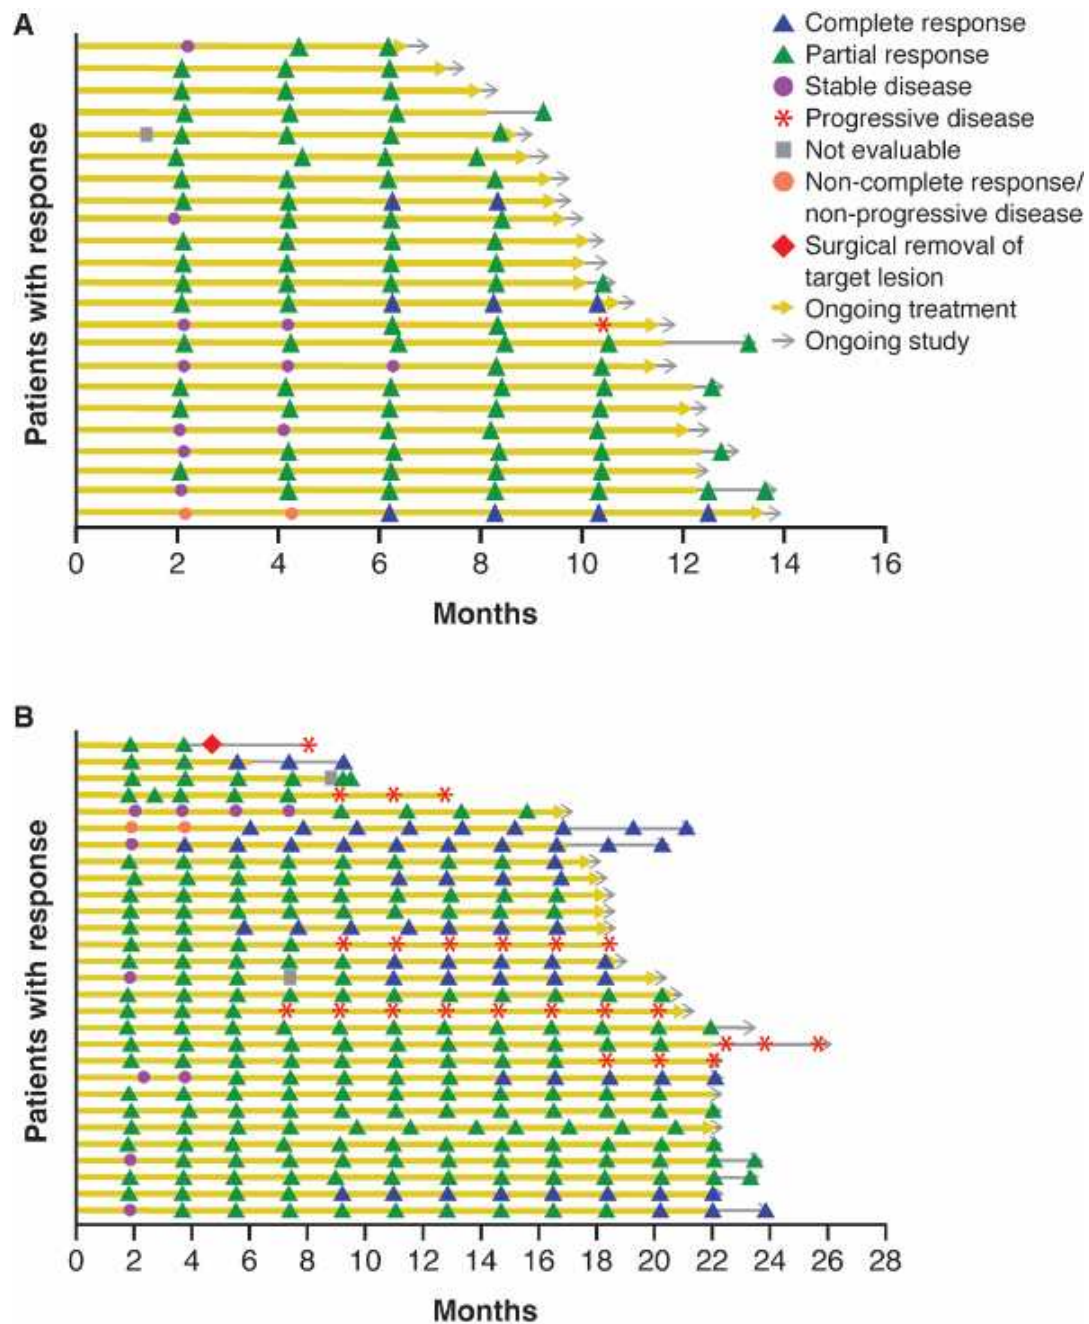 A
Complete response
Partial response
Stable disease
Progressive disease
Not evaluable
Non-complete response/
non-progressive disease
Surgical removal of
target lesion
Ongoing treatment
Ongoing study
Patients with response
0 2 4 6 8 10 12 14 16
Months
B
Patients with response
0 2 4 6 8 10 12 14 16 18 20 22 24 26 28
Months